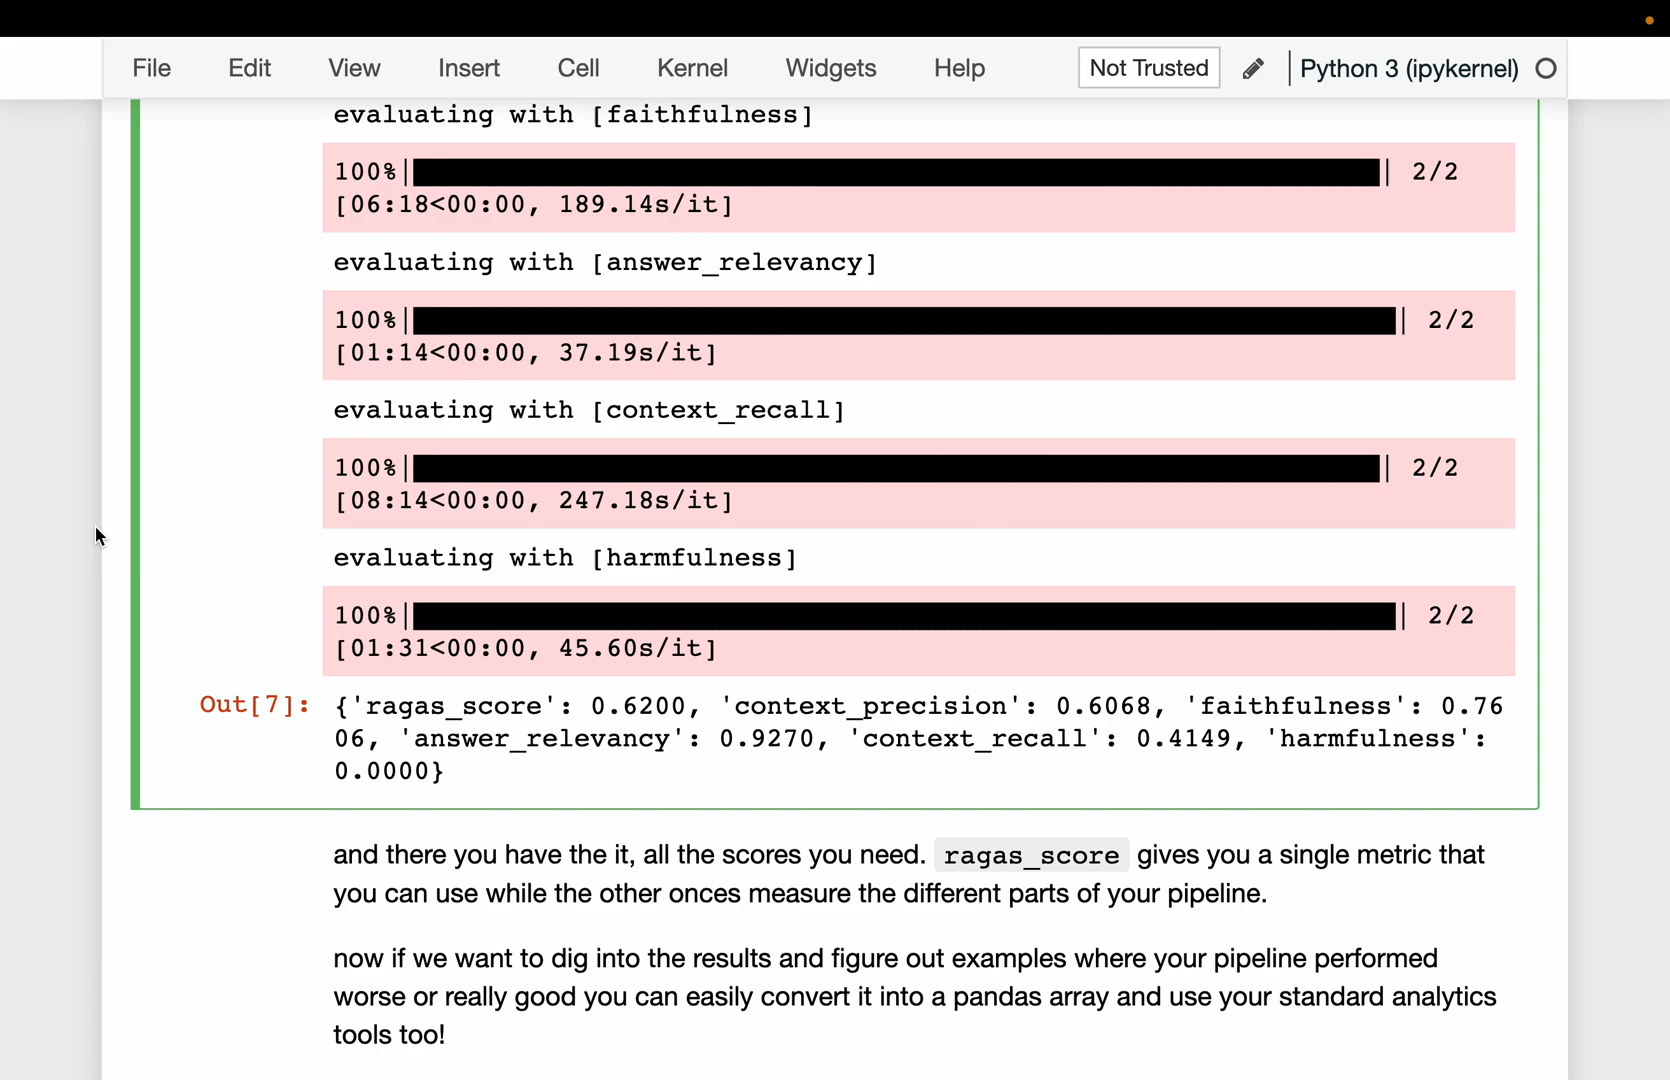 File Edit View Insert Cell Kernel Widgets Help Not Trusted Python 3 (ipykernel)
evaluating with [faithfulness]
100%| | 2/2
[06:18<00:00, 189.14s/it]
evaluating with [answer_relevancy]
100%| | 2/2
[01:14<00:00, 37.19s/it]
evaluating with [context_recall]
100%| | 2/2
[08:14<00:00, 247.18s/it]
evaluating with [harmfulness]
100%| | 2/2
[01:31<00:00, 45.60s/it]
Out[7]: {'ragas_score': 0.6200, 'context_precision': 0.6068, 'faithfulness': 0.76
06, 'answer_relevancy': 0.9270, 'context_recall': 0.4149, 'harmfulness':
0.0000}
and there you have the it, all the scores you need. ragas_score gives you a single metric that
you can use while the other onces measure the different parts of your pipeline.
now if we want to dig into the results and figure out examples where your pipeline performed
worse or really good you can easily convert it into a pandas array and use your standard analytics
tools too!